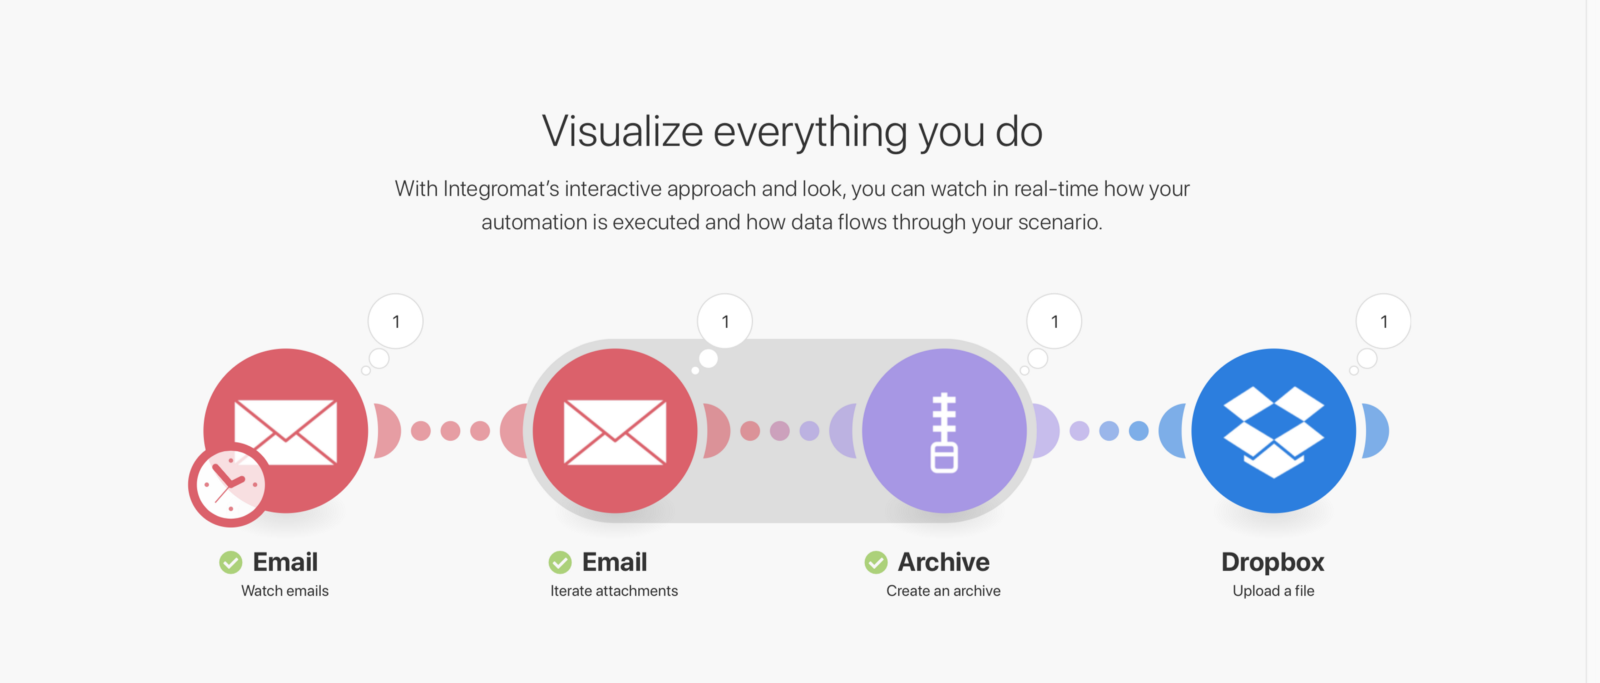 Visualize everything you do
With Integromat’s interactive approach and look, you can watch in real-time how your
automation is executed and how data flows through your scenario.
1
1
1
1
Email
Watch emails
Email
Iterate attachments
Archive
Create an archive
Dropbox
Upload a file